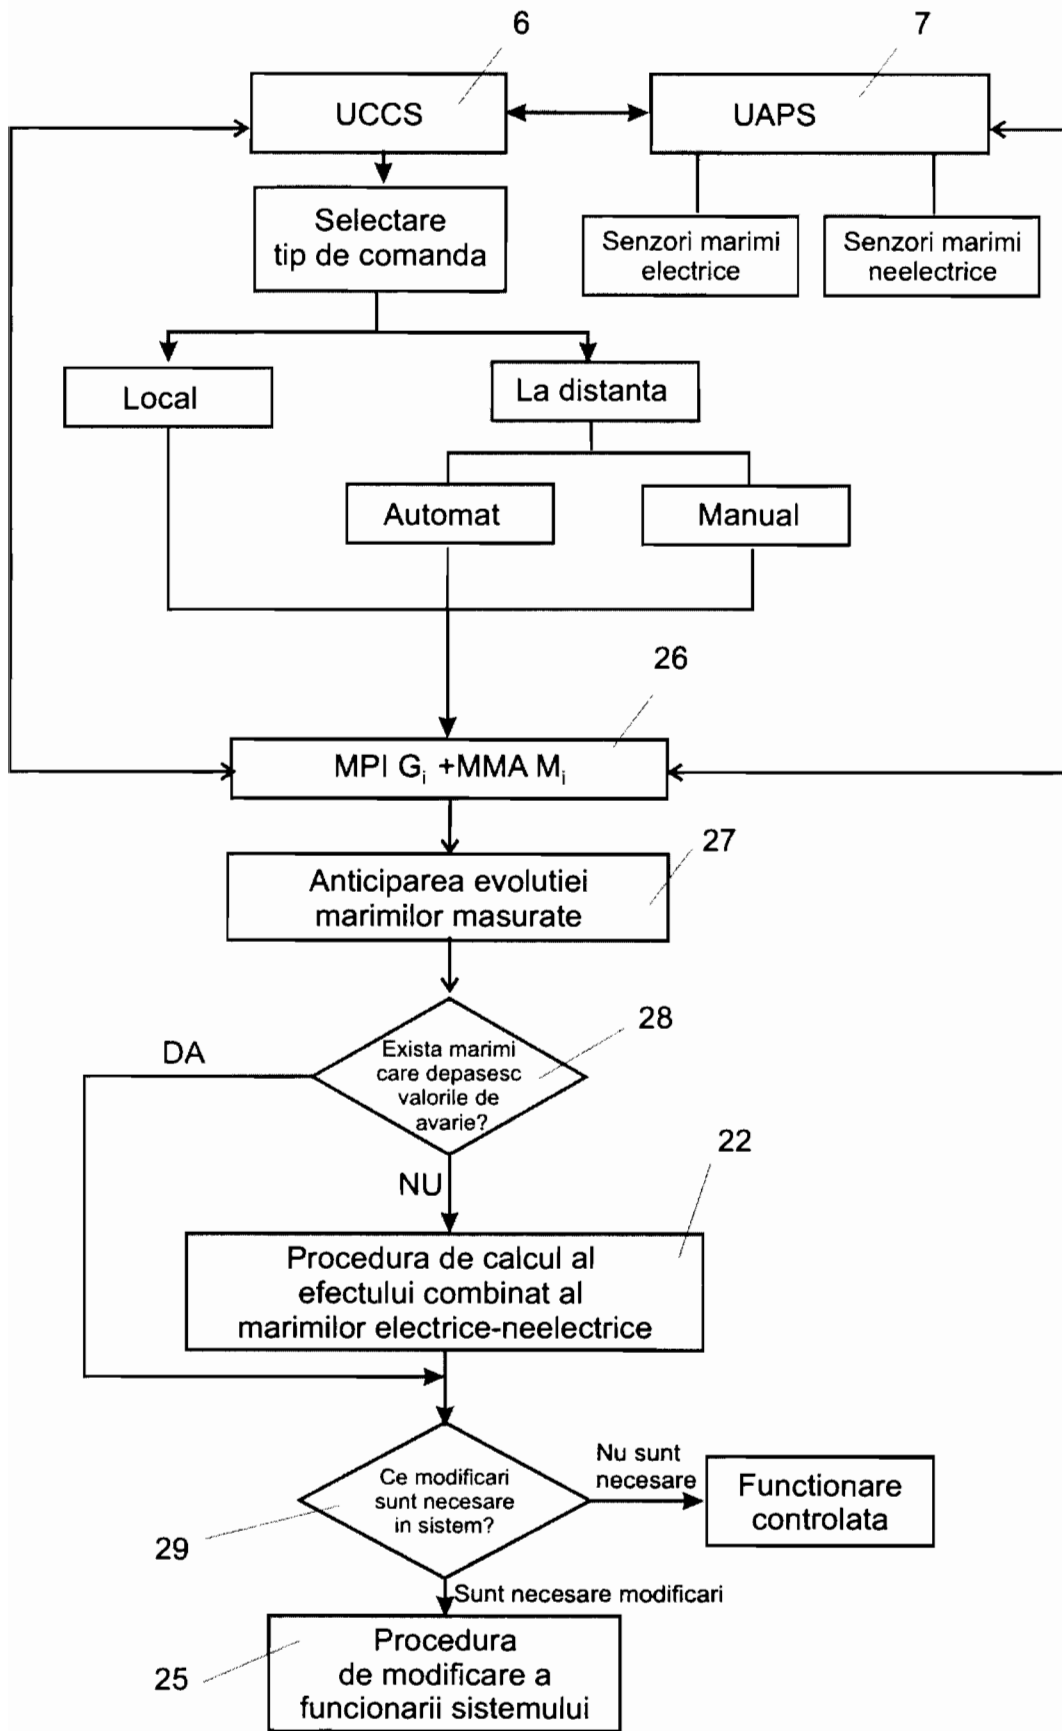 6
7
UCCS
UAPS
Selectare
tip de comanda
Senzori marimi
electrice
Senzori marimi
neelectrice
Local
La distanta
Automat
Manual
26
MPI Gᵢ +MMA Mᵢ
27
Anticiparea evolutiei
marimilor masurate
28
DA
Exista marimi
care depasesc
valorile de
avarie?
22
NU
Procedura de calcul al
efectului combinat al
marimilor electrice-neelectrice
Nu sunt
necesare
Ce modificari
sunt necesare
in sistem?
Functionare
controlata
29
Sunt necesare modificari
25
Procedura
de modificare a
funcionarii sistemului